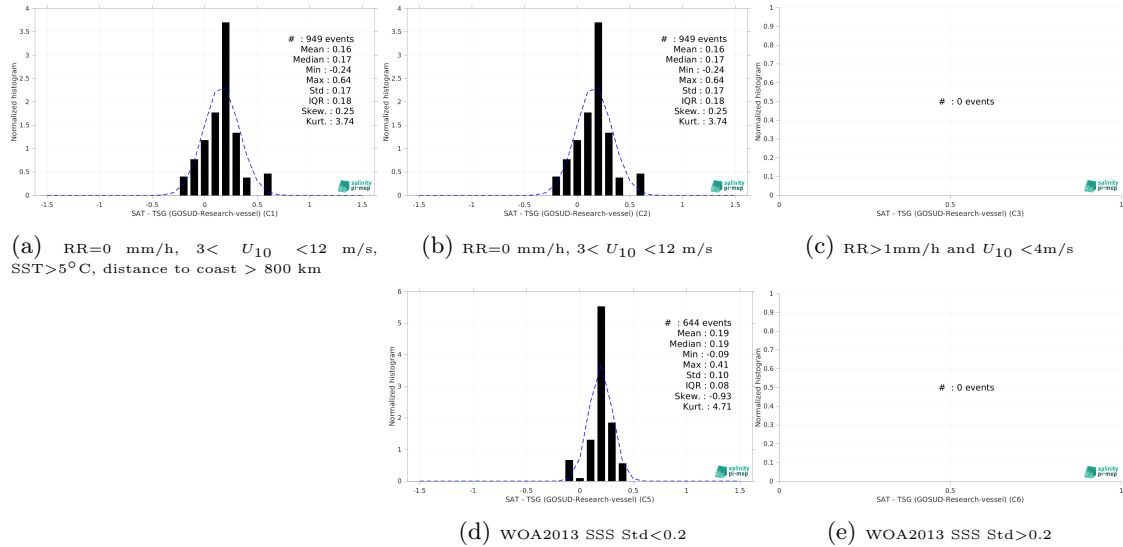 # : 949 events
Mean : 0.16
Median : 0.17
Min : -0.24
Max : 0.64
Std : 0.17
IQR : 0.18
Skew. : 0.25
Kurt. : 3.74
Normalized histogram
4
3.5
3
2.5
2
1.5
1
0.5
0
-1.5 -1 -0.5 0 0.5 1 1.5
SAT - TSG (GOSUD-Research-vessel) (C1)
salinity
pi-mep
# : 949 events
Mean : 0.16
Median : 0.17
Min : -0.24
Max : 0.64
Std : 0.17
IQR : 0.18
Skew. : 0.25
Kurt. : 3.74
Normalized histogram
4
3.5
3
2.5
2
1.5
1
0.5
0
-1.5 -1 -0.5 0 0.5 1 1.5
SAT - TSG (GOSUD-Research-vessel) (C2)
salinity
pi-mep
# : 0 events
Normalized histogram
1
0.9
0.8
0.7
0.6
0.5
0.4
0.3
0.2
0.1
0
0 0.5 1
SAT - TSG (GOSUD-Research-vessel) (C3)
salinity
pi-mep
(a) RR=0 mm/h, 3< U10 <12 m/s,
SST>5°C, distance to coast > 800 km
(b) RR=0 mm/h, 3< U10 <12 m/s
(c) RR>1mm/h and U10 <4m/s
# : 644 events
Mean : 0.19
Median : 0.19
Min : -0.09
Max : 0.41
Std : 0.10
IQR : 0.08
Skew. : -0.93
Kurt. : 4.71
Normalized histogram
6
5
4
3
2
1
0
-1.5 -1 -0.5 0 0.5 1 1.5
SAT - TSG (GOSUD-Research-vessel) (C5)
salinity
pi-mep
# : 0 events
Normalized histogram
1
0.9
0.8
0.7
0.6
0.5
0.4
0.3
0.2
0.1
0
0 0.5 1
SAT - TSG (GOSUD-Research-vessel) (C6)
salinity
pi-mep
(d) WOA2013 SSS Std<0.2
(e) WOA2013 SSS Std>0.2